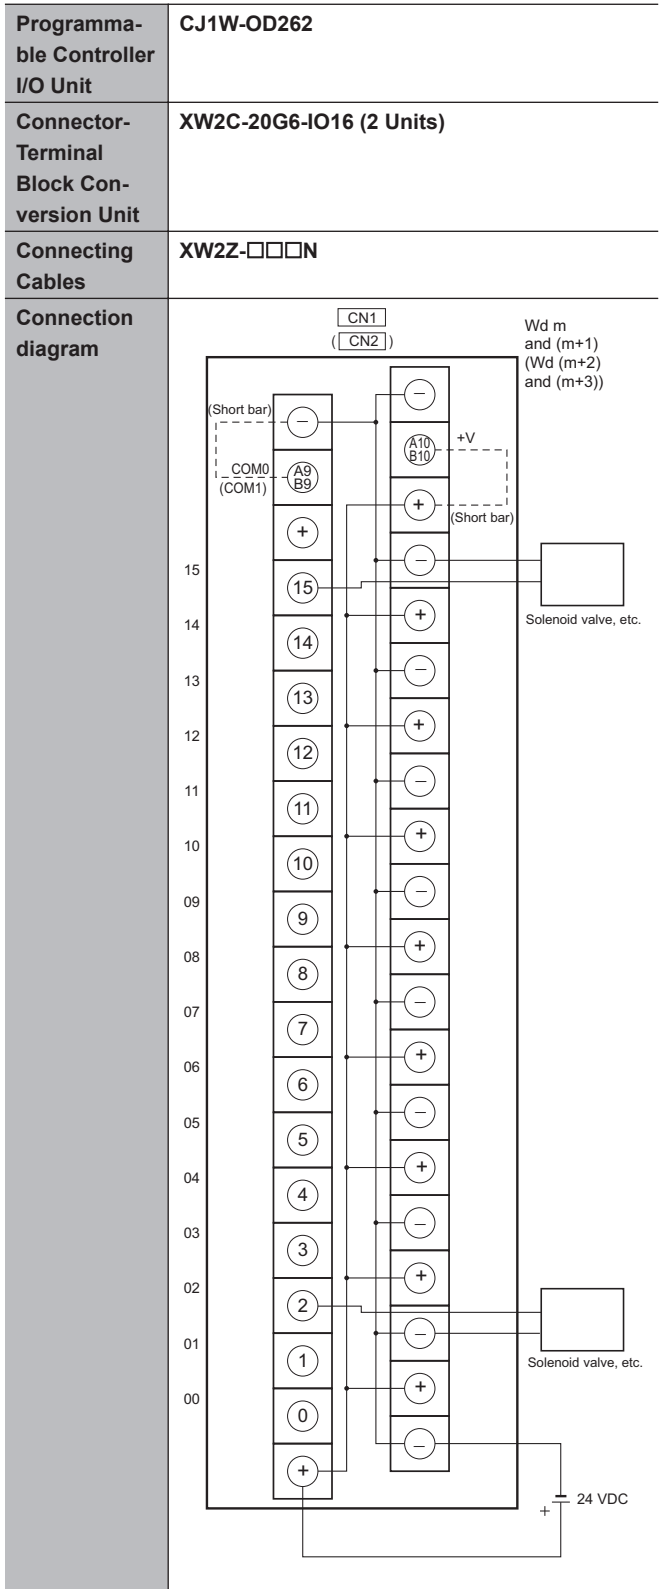 Programma-
ble Controller
I/O Unit
CJ1W-OD262
Connector-
Terminal
Block Con-
version Unit
XW2C-20G6-IO16 (2 Units)
Connecting
Cables
XW2Z-□□□N
Connection
diagram
CN1
( CN2 )
Wd m
and (m+1)
(Wd (m+2)
and (m+3))
−
(Short bar)
−
A10
B10
+V
COM0
(COM1)
A9
B9
+
(Short bar)
+
−
15
15
Solenoid valve, etc.
+
14
14
−
13
13
+
12
12
−
11
11
+
10
10
−
09
9
+
08
8
−
07
7
+
06
6
−
05
5
+
04
4
−
03
3
+
02
2
−
Solenoid valve, etc.
01
1
+
00
0
−
+
24 VDC
+